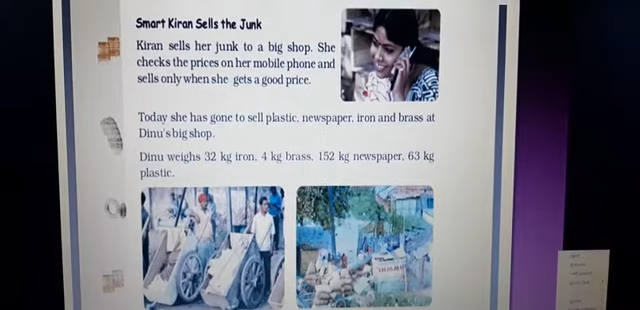 Smart Kiran Sells the Junk
Kiran sells her junk to a big shop. She
checks the prices on her mobile phone and
sells only when she gets a good price.
Today she has gone to sell plastic, newspaper, iron and brass at
Dinu's big shop.
Dinu weighs 32 kg iron, 4 kg brass, 152 kg newspaper, 63 kg
plastic.